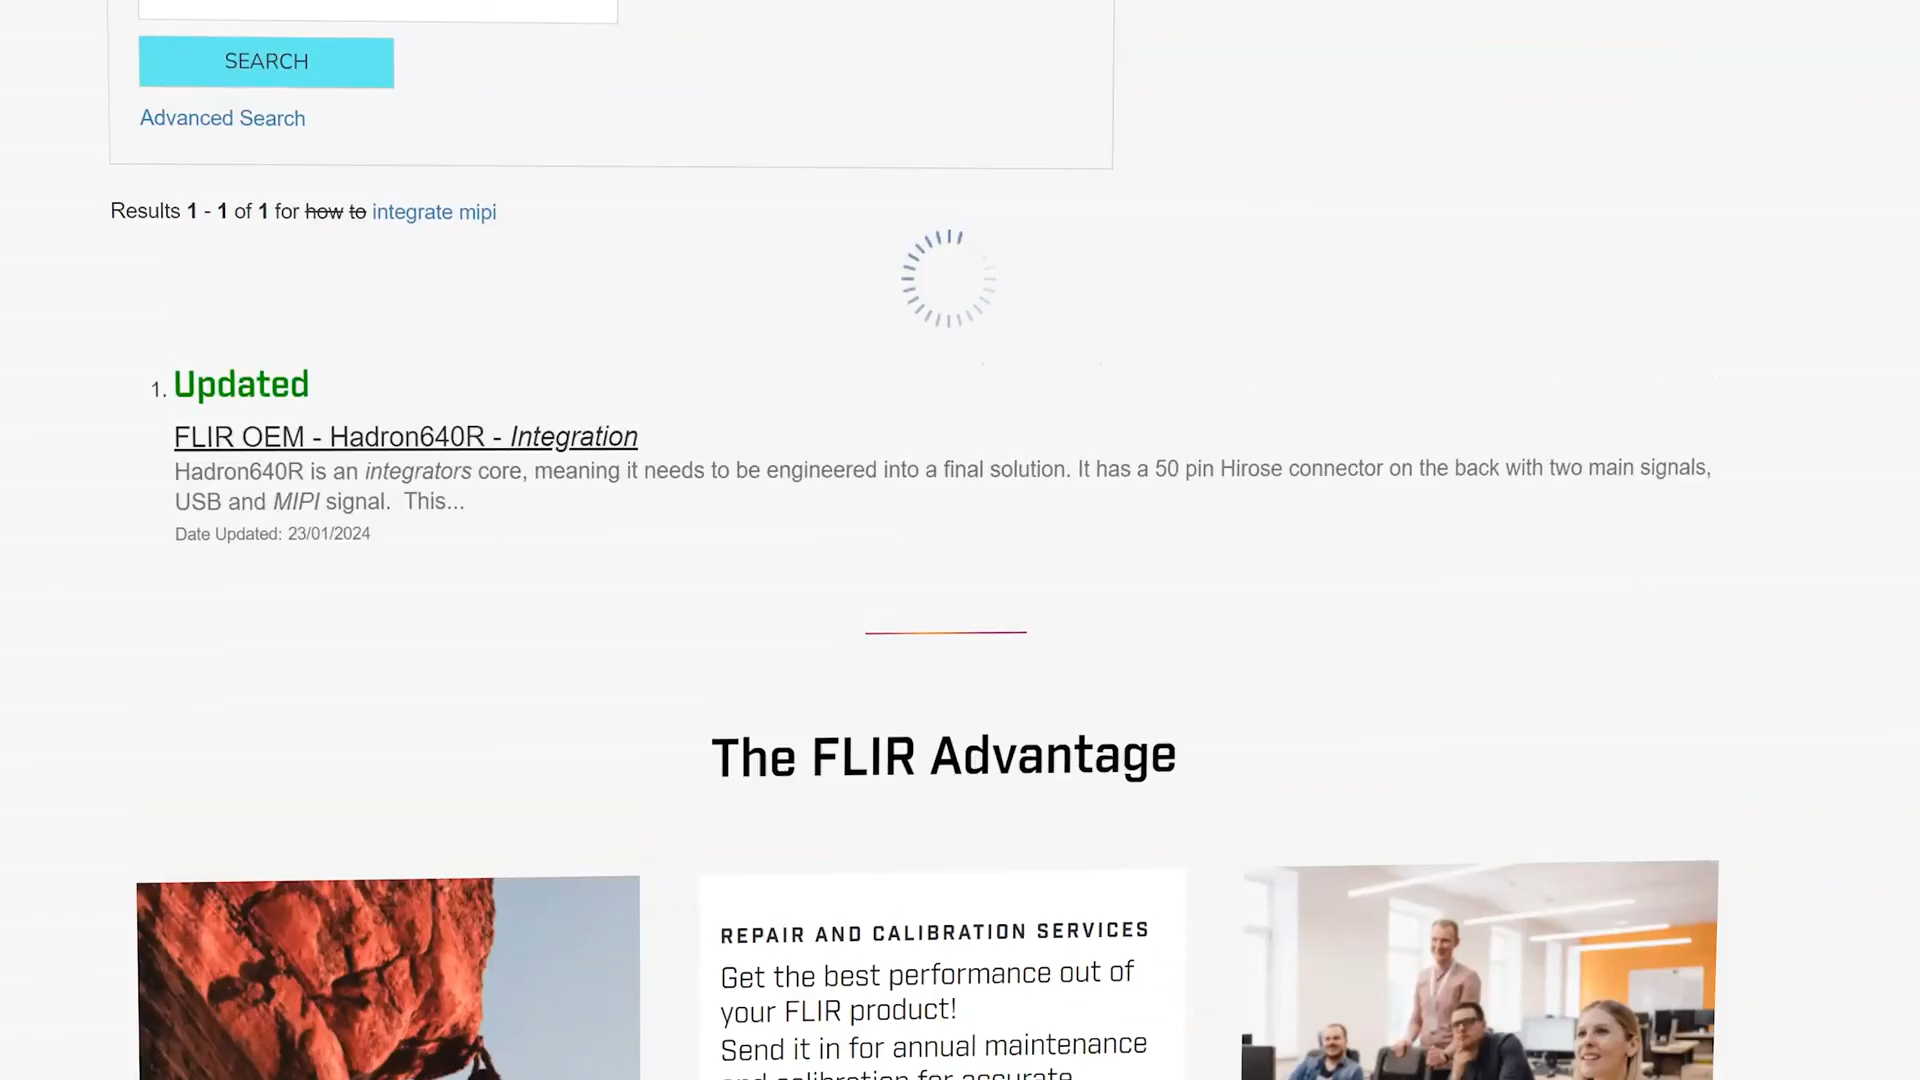 SEARCH
Advanced Search
Results 1 - 1 of 1 for how to integrate mipi
1. Updated
FLIR OEM - Hadron640R - Integration
Hadron640R is an integrators core, meaning it needs to be engineered into a final solution. It has a 50 pin Hirose connector on the back with two main signals,
USB and MIPI signal. This...
Date Updated: 23/01/2024
The FLIR Advantage
REPAIR AND CALIBRATION SERVICES
Get the best performance out of
your FLIR product!
Send it in for annual maintenance
and calibration for accurate